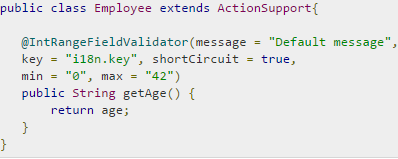 public class Employee extends ActionSupport{
@IntRangeFieldValidator(message = "Default message",
key = "i18n.key", shortCircuit = true,
min = "0", max = "42")
public String getAge() {
return age;
}
}